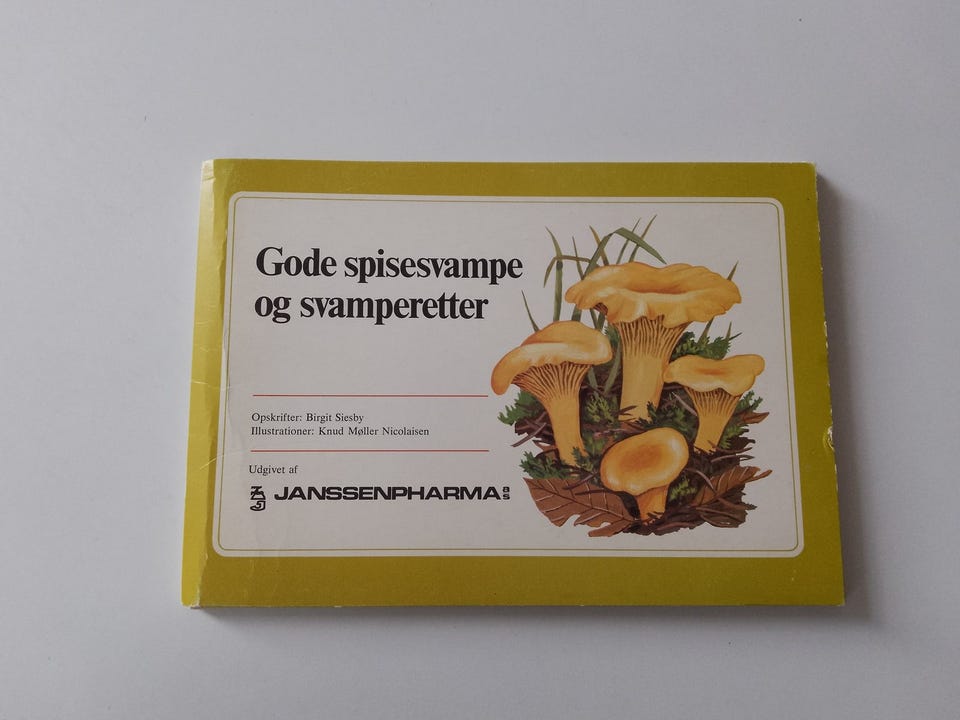 Gode spisesvampe
og svamperetter
Opskrifter: Birgit Siesby
Illustrationer: Knud Møller Nicolaisen
Udgivet af
JANSSENPHARMA a/s